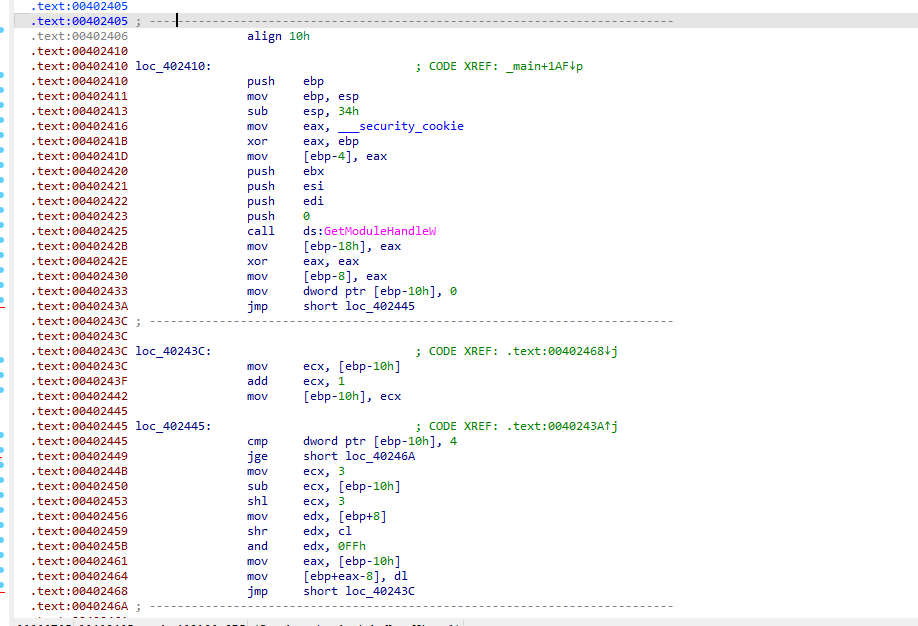 .text:00402405
.text:00402405 ; ---------------------------------------------------------------------------
.text:00402406 align 10h
.text:00402410
.text:00402410 loc_402410: ; CODE XREF: _main+1AF↓p
.text:00402410 push ebp
.text:00402411 mov ebp, esp
.text:00402413 sub esp, 34h
.text:00402416 mov eax, ___security_cookie
.text:0040241B xor eax, ebp
.text:0040241D mov [ebp-4], eax
.text:00402420 push ebx
.text:00402421 push esi
.text:00402422 push edi
.text:00402423 push 0
.text:00402425 call ds:GetModuleHandleW
.text:0040242B mov [ebp-18h], eax
.text:0040242E xor eax, eax
.text:00402430 mov [ebp-8], eax
.text:00402433 mov dword ptr [ebp-10h], 0
.text:0040243A jmp short loc_402445
.text:0040243C ; ---------------------------------------------------------------------------
.text:0040243C
.text:0040243C loc_40243C: ; CODE XREF: .text:00402468↓j
.text:0040243C mov ecx, [ebp-10h]
.text:0040243F add ecx, 1
.text:00402442 mov [ebp-10h], ecx
.text:00402445
.text:00402445 loc_402445: ; CODE XREF: .text:0040243A↑j
.text:00402445 cmp dword ptr [ebp-10h], 4
.text:00402449 jge short loc_40246A
.text:0040244B mov ecx, 3
.text:00402450 sub ecx, [ebp-10h]
.text:00402453 shl ecx, 3
.text:00402456 mov edx, [ebp+8]
.text:00402459 shr edx, cl
.text:0040245B and edx, 0FFh
.text:00402461 mov eax, [ebp-10h]
.text:00402464 mov [ebp+eax-8], dl
.text:00402468 jmp short loc_40243C
.text:0040246A ; ---------------------------------------------------------------------------